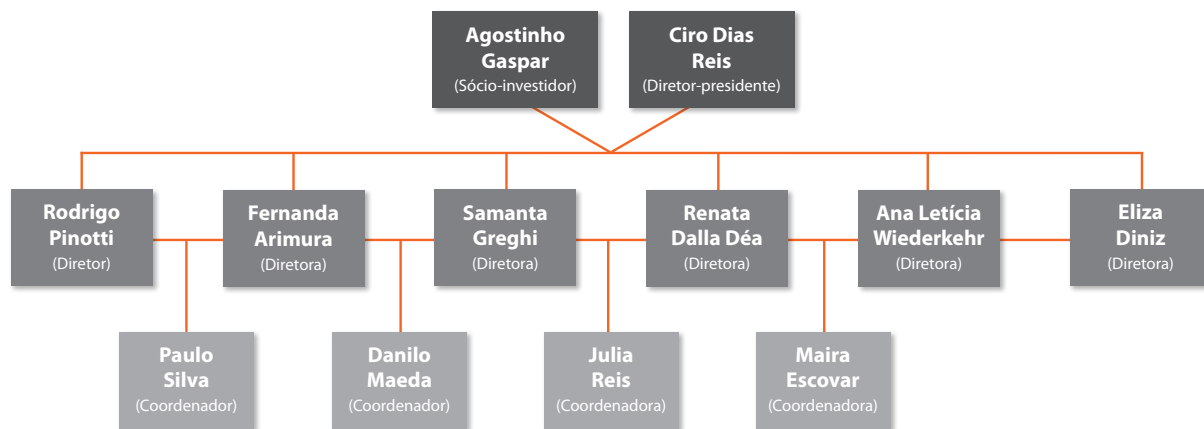 Agostinho
Gaspar
(Sócio-investidor)
Ciro Dias
Reis
(Diretor-presidente)
Rodrigo
Pinotti
(Diretor)
Fernanda
Arimura
(Diretora)
Samanta
Greghi
(Diretora)
Renata
Dalla Déa
(Diretora)
Ana Letícia
Wiederkehr
(Diretora)
Eliza
Diniz
(Diretora)
Paulo
Silva
(Coordenador)
Danilo
Maeda
(Coordenador)
Julia
Reis
(Coordenadora)
Maira
Escovar
(Coordenadora)